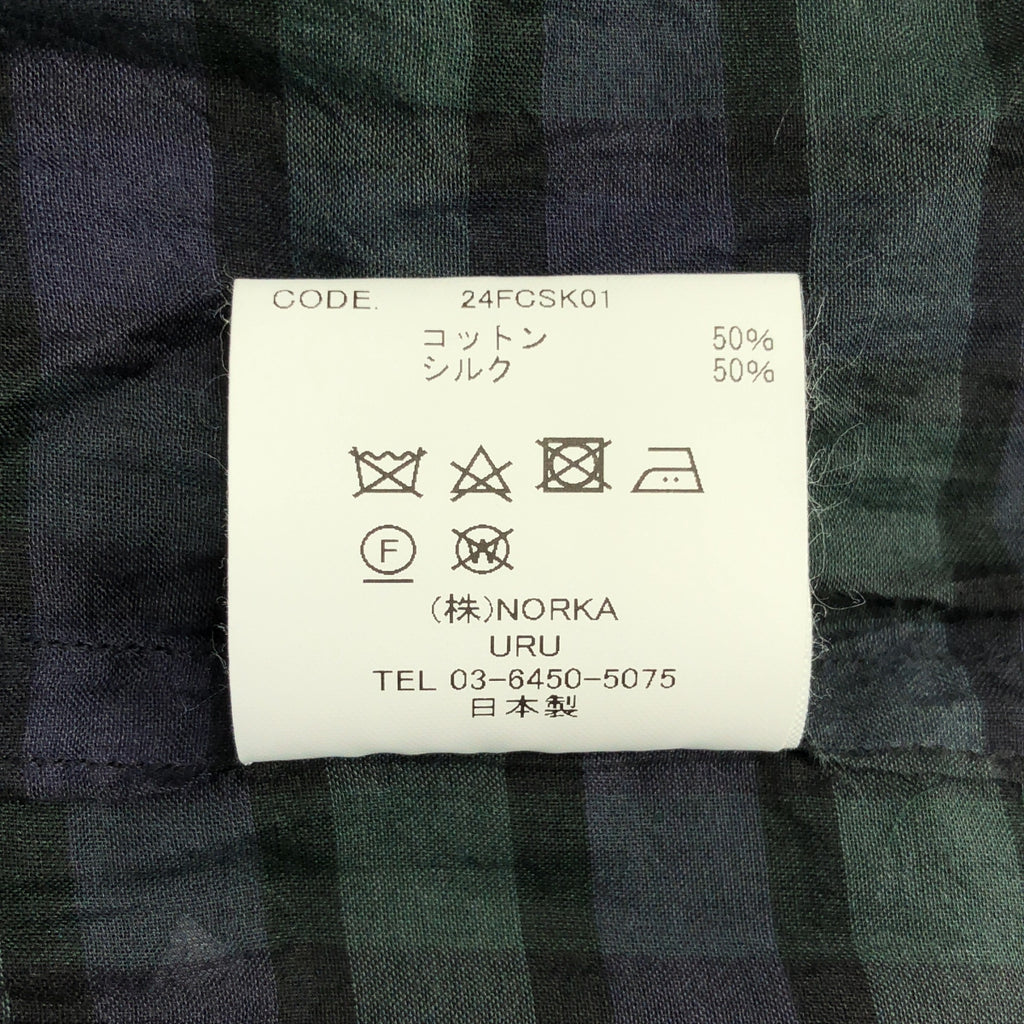 CODE. 24FCSK01
コットン 50%
シルク 50%
F W
(株)NORKA
URU
TEL 03-6450-5075
日本製